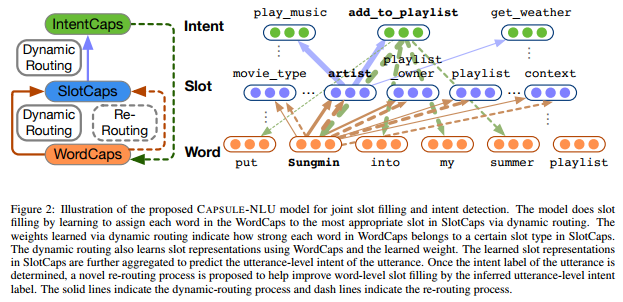 IntentCaps
Dynamic
Routing
SlotCaps
Dynamic
Routing
Re-
Routing
WordCaps
Intent
play_music
add_to_playlist
get_weather
...
...
Slot
movie_type
...
artist
playlist
_owner
playlist
...
context
Word
put
Sungmin
into
my
summer
playlist
Figure 2: Illustration of the proposed CAPSULE-NLU model for joint slot filling and intent detection. The model does slot
filling by learning to assign each word in the WordCaps to the most appropriate slot in SlotCaps via dynamic routing. The
weights learned via dynamic routing indicate how strong each word in WordCaps belongs to a certain slot type in SlotCaps.
The dynamic routing also learns slot representations using WordCaps and the learned weight. The learned slot representations
in SlotCaps are further aggregated to predict the utterance-level intent of the utterance. Once the intent label of the utterance is
determined, a novel re-routing process is proposed to help improve word-level slot filling by the inferred utterance-level intent
label. The solid lines indicate the dynamic-routing process and dash lines indicate the re-routing process.